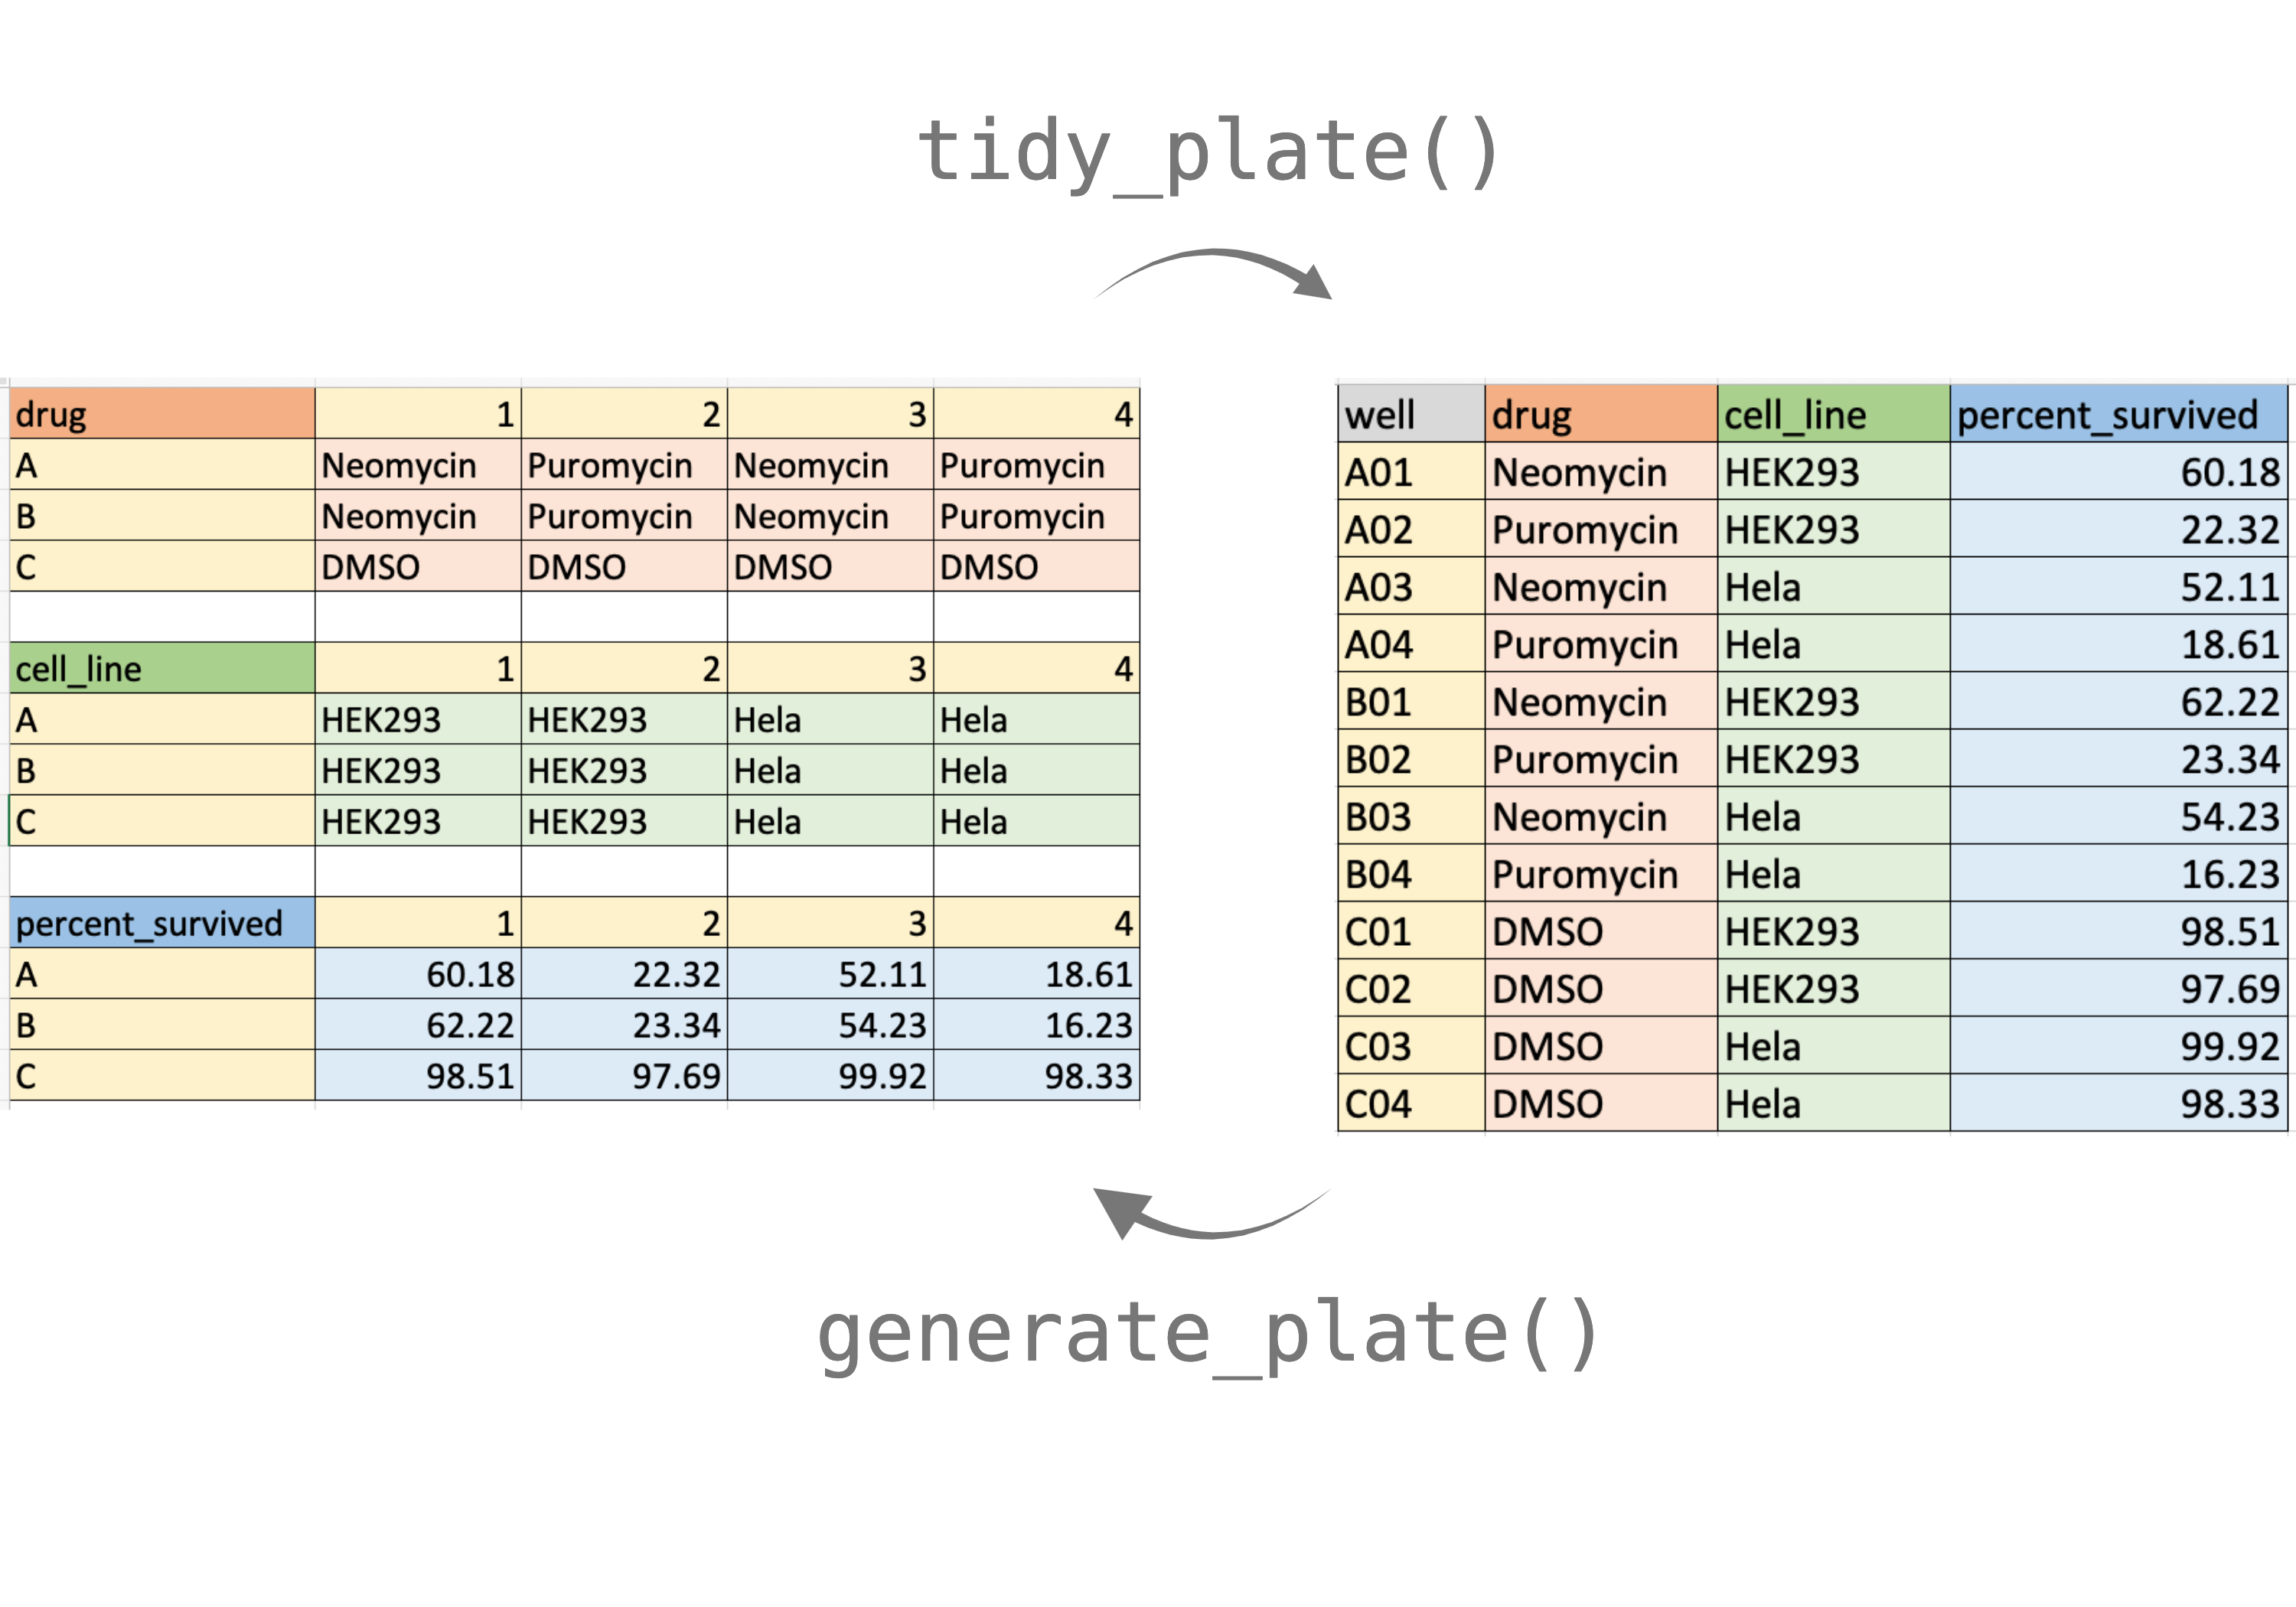 tidy_plate()
drug 1 2 3 4
A Neomycin Puromycin Neomycin Puromycin
B Neomycin Puromycin Neomycin Puromycin
C DMSO DMSO DMSO DMSO
cell_line 1 2 3 4
A HEK293 HEK293 Hela Hela
B HEK293 HEK293 Hela Hela
C HEK293 HEK293 Hela Hela
percent_survived 1 2 3 4
A 60.18 22.32 52.11 18.61
B 62.22 23.34 54.23 16.23
C 98.51 97.69 99.92 98.33
well drug cell_line percent_survived
A01 Neomycin HEK293 60.18
A02 Puromycin HEK293 22.32
A03 Neomycin Hela 52.11
A04 Puromycin Hela 18.61
B01 Neomycin HEK293 62.22
B02 Puromycin HEK293 23.34
B03 Neomycin Hela 54.23
B04 Puromycin Hela 16.23
C01 DMSO HEK293 98.51
C02 DMSO HEK293 97.69
C03 DMSO Hela 99.92
C04 DMSO Hela 98.33
generate_plate()